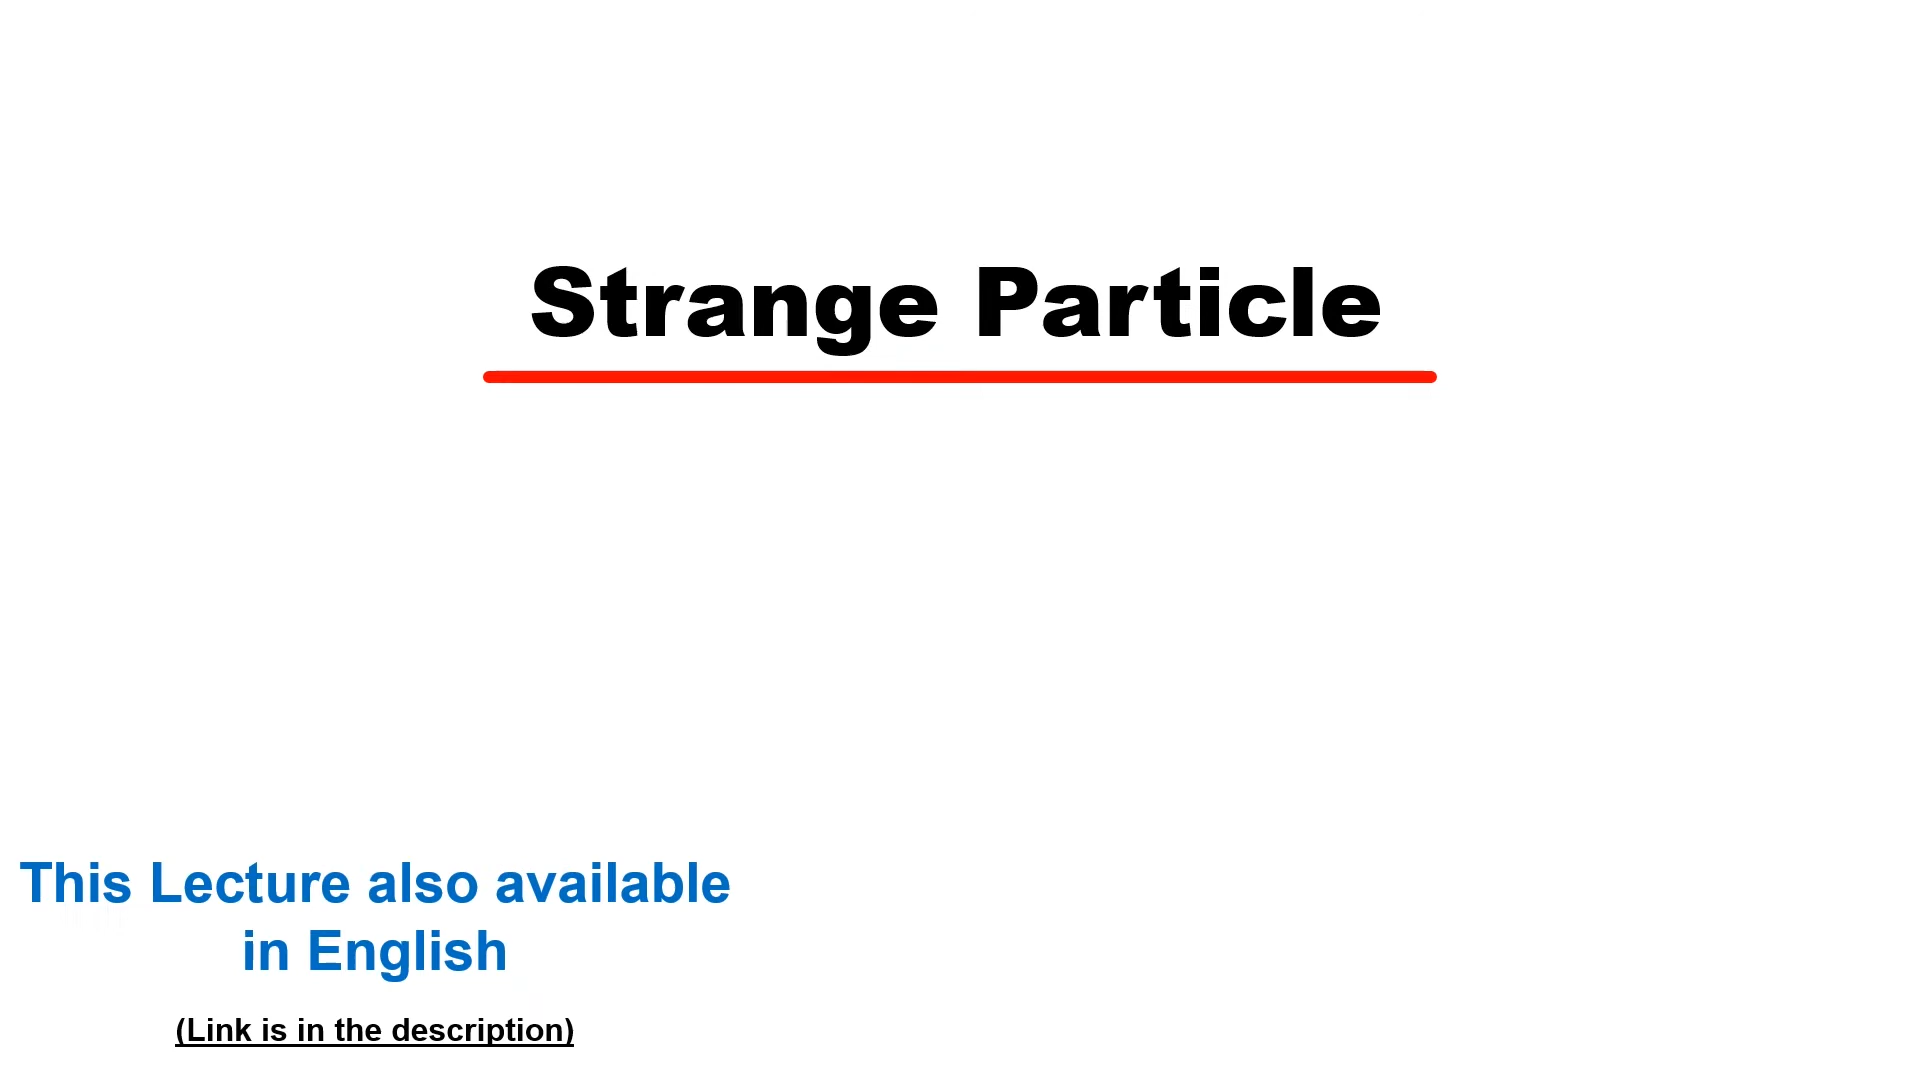 Strange Particle
This Lecture also available
in English
(Link is in the description)